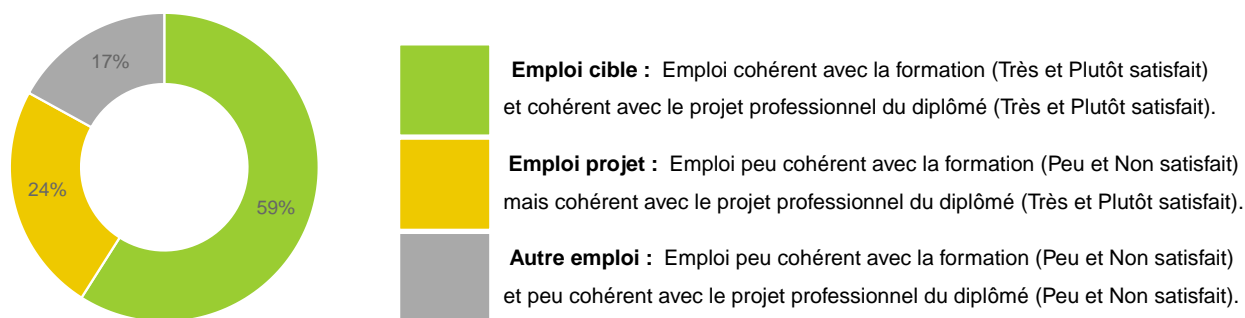 17%
24%
59%
Emploi cible : Emploi cohérent avec la formation (Très et Plutôt satisfait)
et cohérent avec le projet professionnel du diplômé (Très et Plutôt satisfait).
Emploi projet : Emploi peu cohérent avec la formation (Peu et Non satisfait)
mais cohérent avec le projet professionnel du diplômé (Très et Plutôt satisfait).
Autre emploi : Emploi peu cohérent avec la formation (Peu et Non satisfait)
et peu cohérent avec le projet professionnel du diplômé (Peu et Non satisfait).